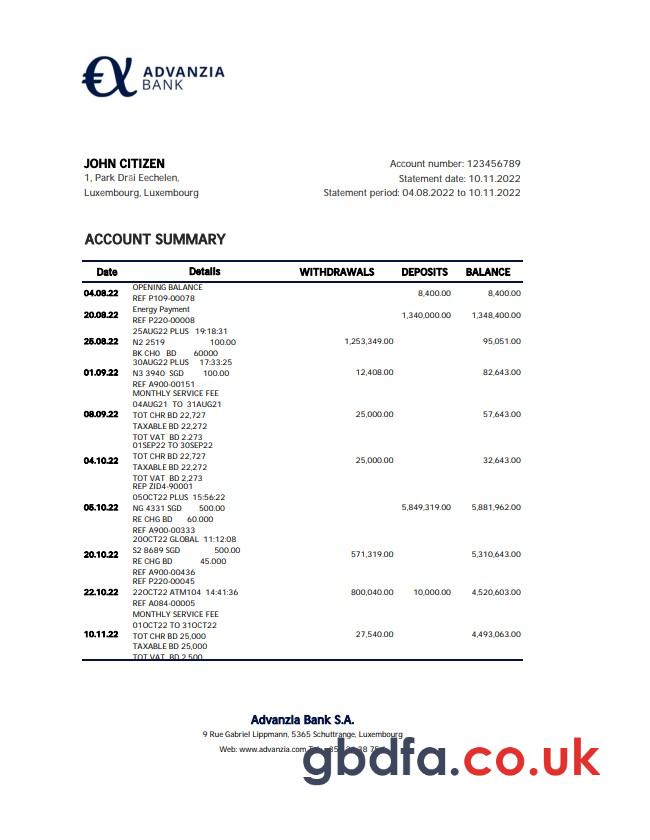 €α ADVANZIA
BANK
JOHN CITIZEN
1, Park Dräi Eechelen,
Luxembourg, Luxembourg
Account number: 123456789
Statement date: 10.11.2022
Statement period: 04.08.2022 to 10.11.2022
ACCOUNT SUMMARY
Date Details WITHDRAWALS DEPOSITS BALANCE
OPENING BALANCE
04.08.22 8,400.00 8,400.00
REF P109-00078
Energy Payment
20.08.22 1,340,000.00 1,348,400.00
REF P220-00008
25AUG22 PLUS 19:18:31
25.08.22 N2 2519 100.00 1,253,349.00 95,051.00
BK CHO BD 60000
30AUG22 PLUS 17:33:25
01.09.22 N3 3940 SGD 100.00 12,408.00 82,643.00
REF A900-00151
MONTHLY SERVICE FEE
04AUG21 TO 31AUG21
08.09.22 TOT CHR BD 22,727 25,000.00 57,643.00
TAXABLE BD 22,272
TOT VAT BD 2.273
01SEP22 TO 30SEP22
TOT CHR BD 22,727
04.10.22 25,000.00 32,643.00
TAXABLE BD 22,272
TOT VAT BD 2,273
REP ZID4-90001
05OCT22 PLUS 15:56:22
05.10.22 NG 4331 SGD 500.00 5,849,319.00 5,881,962.00
RE CHG BD 60.000
REF A900-00333
20OCT22 GLOBAL 11:12:08
S2 8689 SGD 500.00
20.10.22 571,319.00 5,310,643.00
RE CHG BD 45.000
REF A900-00436
REF P220-00045
22.10.22 22OCT22 ATM104 14:41:36 800,040.00 10,000.00 4,520,603.00
REF A084-00005
MONTHLY SERVICE FEE
01OCT22 TO 31OCT22
10.11.22 TOT CHR BD 25,000 27,540.00 4,493,063.00
TAXABLE BD 25,000
TOT VAT BD 2,500
Advanzia Bank S.A.
9 Rue Gabriel Lippmann, 5365 Schuttrange, Luxembourg
Web: www.advanzia.com
gbdfa.co.uk